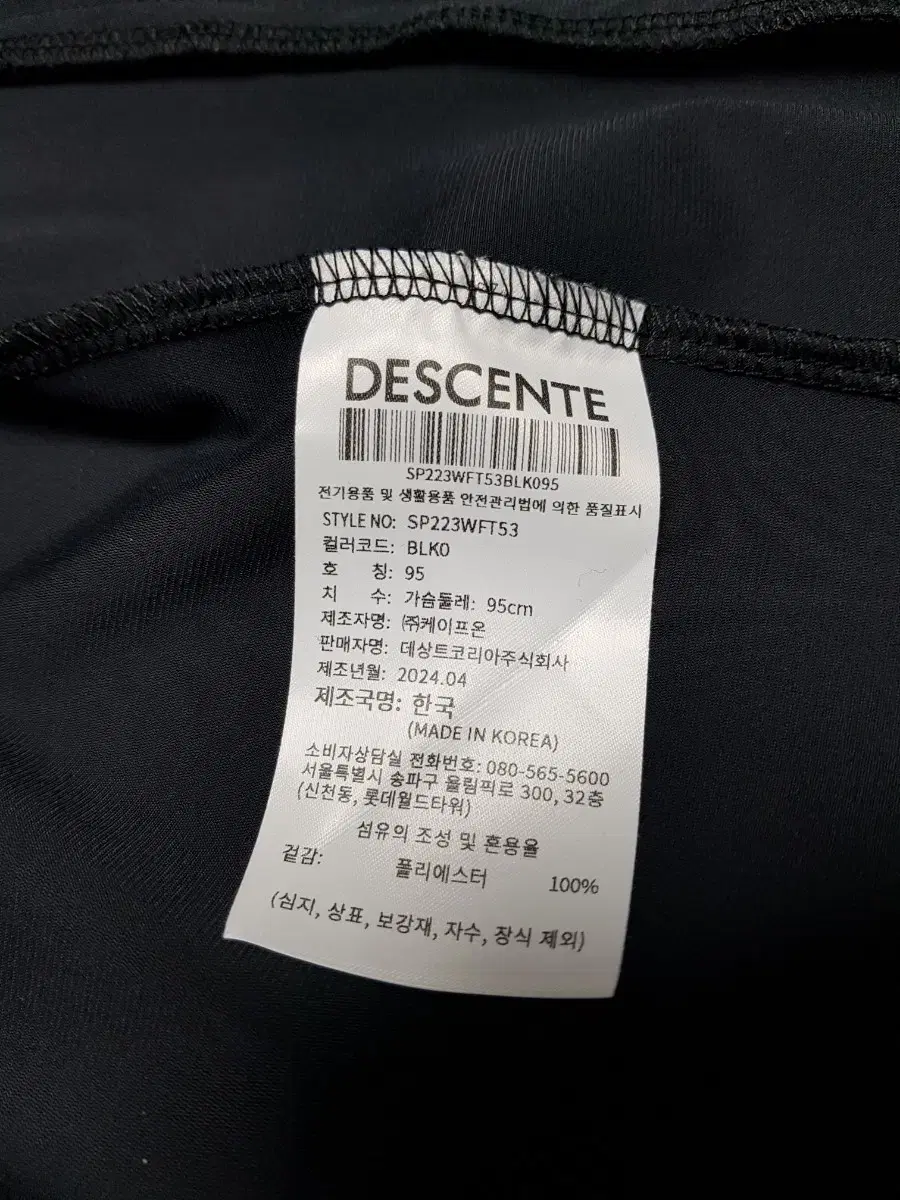 DESCENTE
SP223WFT53BLK095
전기용품 및 생활용품 안전관리법에 의한 품질표시
STYLE NO: SP223WFT53
컬러코드: BLK0
호 칭: 95
치 수: 가슴둘레: 95cm
제조자명: ㈜케이프온
판매자명: 데상트코리아주식회사
제조년월: 2024.04
제조국명: 한국
(MADE IN KOREA)
소비자상담실 전화번호: 080-565-5600
서울특별시 송파구 올림픽로 300, 32층
(신천동, 롯데월드타워)
섬유의 조성 및 혼용율
겉감: 폴리에스터 100%
(심지, 상표, 보강재, 자수, 장식 제외)